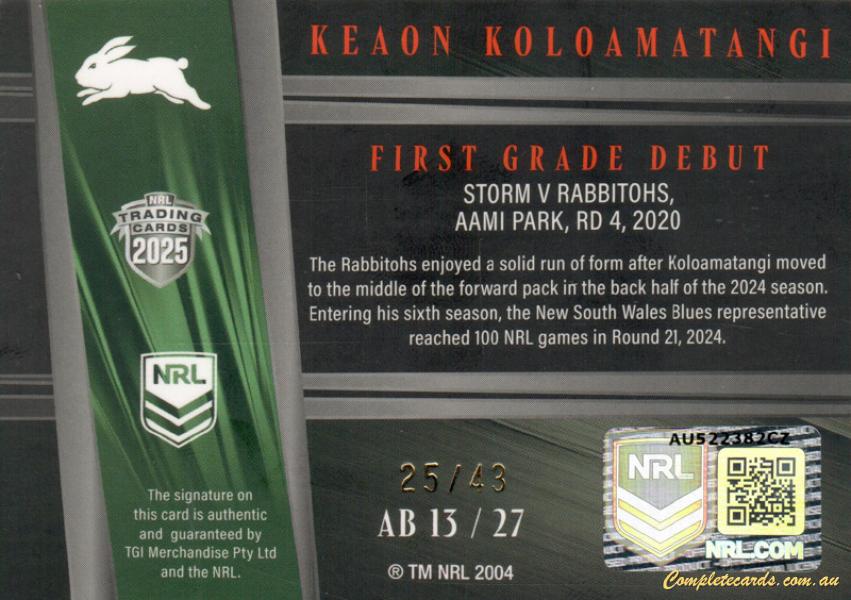 KEAON KOLOAMATANGI
FIRST GRADE DEBUT
STORM V RABBITOHS,
AAMI PARK, RD 4, 2020
The Rabbitohs enjoyed a solid run of form after Koloamatangi moved
to the middle of the forward pack in the back half of the 2024 season.
Entering his sixth season, the New South Wales Blues representative
reached 100 NRL games in Round 21, 2024.
NRL
TRADING
CARDS
2025
NRL
The signature on
this card is authentic
and guaranteed by
TGI Merchandise Pty Ltd
and the NRL.
25/43
AB 13 / 27
® TM NRL 2004
AU522382CZ
NRL
NRL.COM
Completecards.com.au